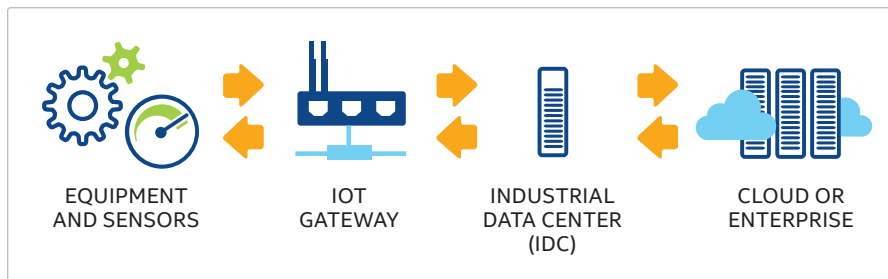 EQUIPMENT
AND SENSORS
IOT
GATEWAY
INDUSTRIAL
DATA CENTER
(IDC)
CLOUD OR
ENTERPRISE